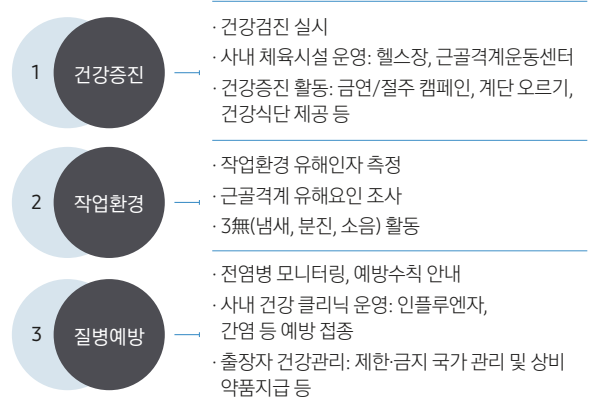 1 건강증진
· 건강검진 실시
· 사내 체육시설 운영: 헬스장, 근골격계운동센터
· 건강증진 활동: 금연/절주 캠페인, 계단 오르기,
건강식단 제공 등
2 작업환경
· 작업환경 유해인자 측정
· 근골격계 유해요인 조사
· 3無(냄새, 분진, 소음) 활동
3 질병예방
· 전염병 모니터링, 예방수칙 안내
· 사내 건강 클리닉 운영: 인플루엔자,
간염 등 예방 접종
· 출장자 건강관리: 제한·금지 국가 관리 및 상비
약품지급 등